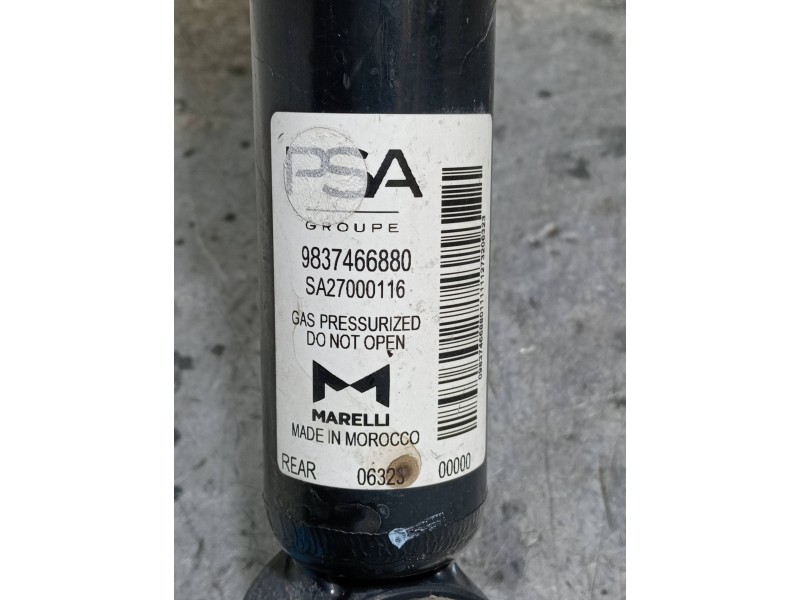 PSA
GROUPE
9837466880
SA27000116
GAS PRESSURIZED
DO NOT OPEN
MARELLI
MADE IN MOROCCO
REAR 06323 00000